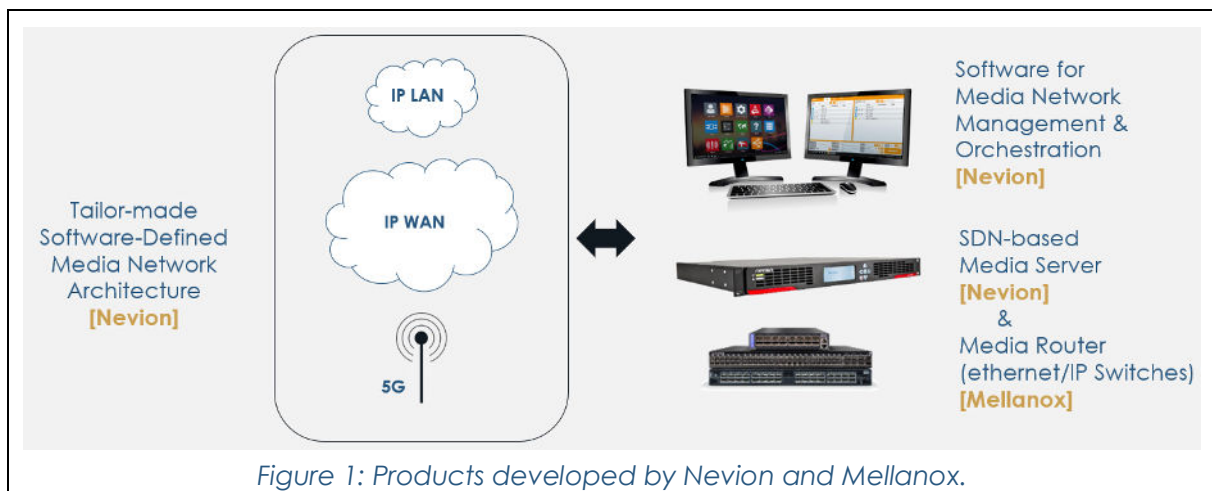 Tailor-made
Software-Defined
Media Network
Architecture
[Nevion]
IP LAN
IP WAN
5G
Software for
Media Network
Management &
Orchestration
[Nevion]
SDN-based
Media Server
[Nevion]
&
Media Router
(ethernet/IP Switches)
[Mellanox]
Figure 1: Products developed by Nevion and Mellanox.